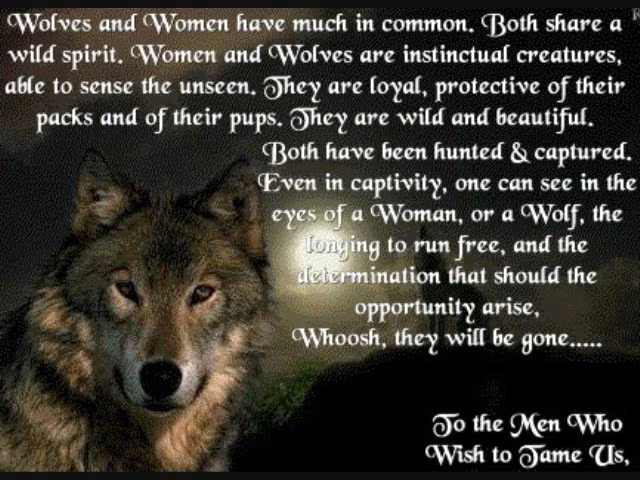 Wolves and Women have much in common. Both share a
wild spirit. Women and Wolves are instinctual creatures,
able to sense the unseen. They are loyal, protective of their
packs and of their pups. They are wild and beautiful.
Both have been hunted & captured.
Even in captivity, one can see in the
eyes of a Woman, or a Wolf, the
longing to run free, and the
determination that should the
opportunity arise,
Whoosh, they will be gone.....
To the Men Who
Wish to Tame Us,